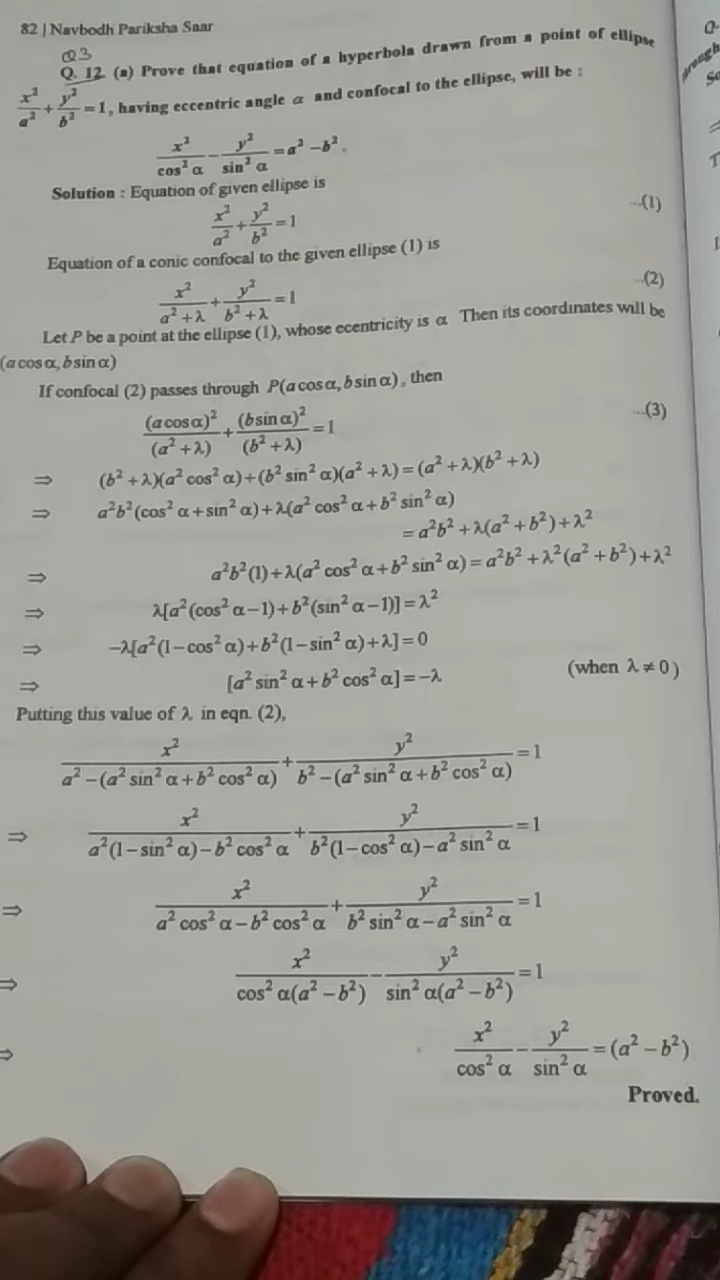 82 | Navbodh Pariksha Saar
Q3
Q. 12. (a) Prove that equation of a hyperbola drawn from a point of ellipse
x²/a² + y²/b² = 1, having eccentric angle α and confocal to the ellipse, will be :
x²/cos² α − y²/sin² α = a² − b².
Solution : Equation of given ellipse is
x²/a² + y²/b² = 1 ...(1)
Equation of a conic confocal to the given ellipse (1) is
x²/(a² + λ) + y²/(b² + λ) = 1 ...(2)
Let P be a point at the ellipse (1), whose ecentricity is α Then its coordinates will be
(a cos α, b sin α)
If confocal (2) passes through P(a cos α, b sin α), then
(a cos α)²/(a² + λ) + (b sin α)²/(b² + λ) = 1 ...(3)
⇒ (b² + λ)(a² cos² α) + (b² sin² α)(a² + λ) = (a² + λ)(b² + λ)
⇒ a²b²(cos² α + sin² α) + λ(a² cos² α + b² sin² α)
= a²b² + λ(a² + b²) + λ²
⇒ a²b²(1) + λ(a² cos² α + b² sin² α) = a²b² + λ²(a² + b²) + λ²
⇒ λ[a²(cos² α − 1) + b²(sin² α − 1)] = λ²
⇒ −λ[a²(1 − cos² α) + b²(1 − sin² α) + λ] = 0
⇒ [a² sin² α + b² cos² α] = −λ (when λ ≠ 0)
Putting this value of λ in eqn. (2),
x²/(a² − (a² sin² α + b² cos² α)) + y²/(b² − (a² sin² α + b² cos² α)) = 1
⇒ x²/(a²(1 − sin² α) − b² cos² α) + y²/(b²(1 − cos² α) − a² sin² α) = 1
⇒ x²/(a² cos² α − b² cos² α) + y²/(b² sin² α − a² sin² α) = 1
⇒ x²/(cos² α(a² − b²)) − y²/(sin² α(a² − b²)) = 1
⇒ x²/cos² α − y²/sin² α = (a² − b²)
Proved.